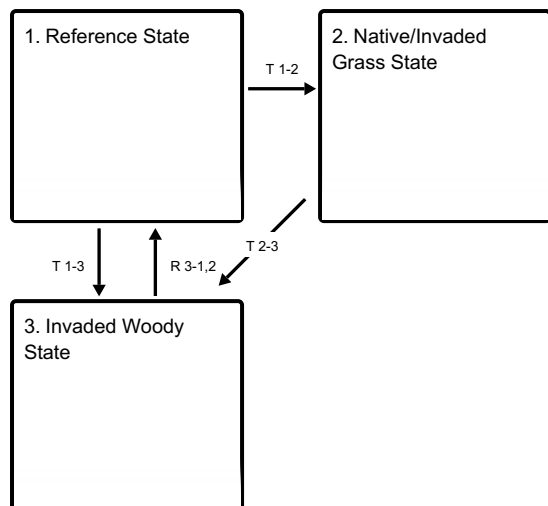 1. Reference State
2. Native/Invaded
Grass State
T 1-2
T 2-3
T 1-3
R 3-1,2
3. Invaded Woody
State